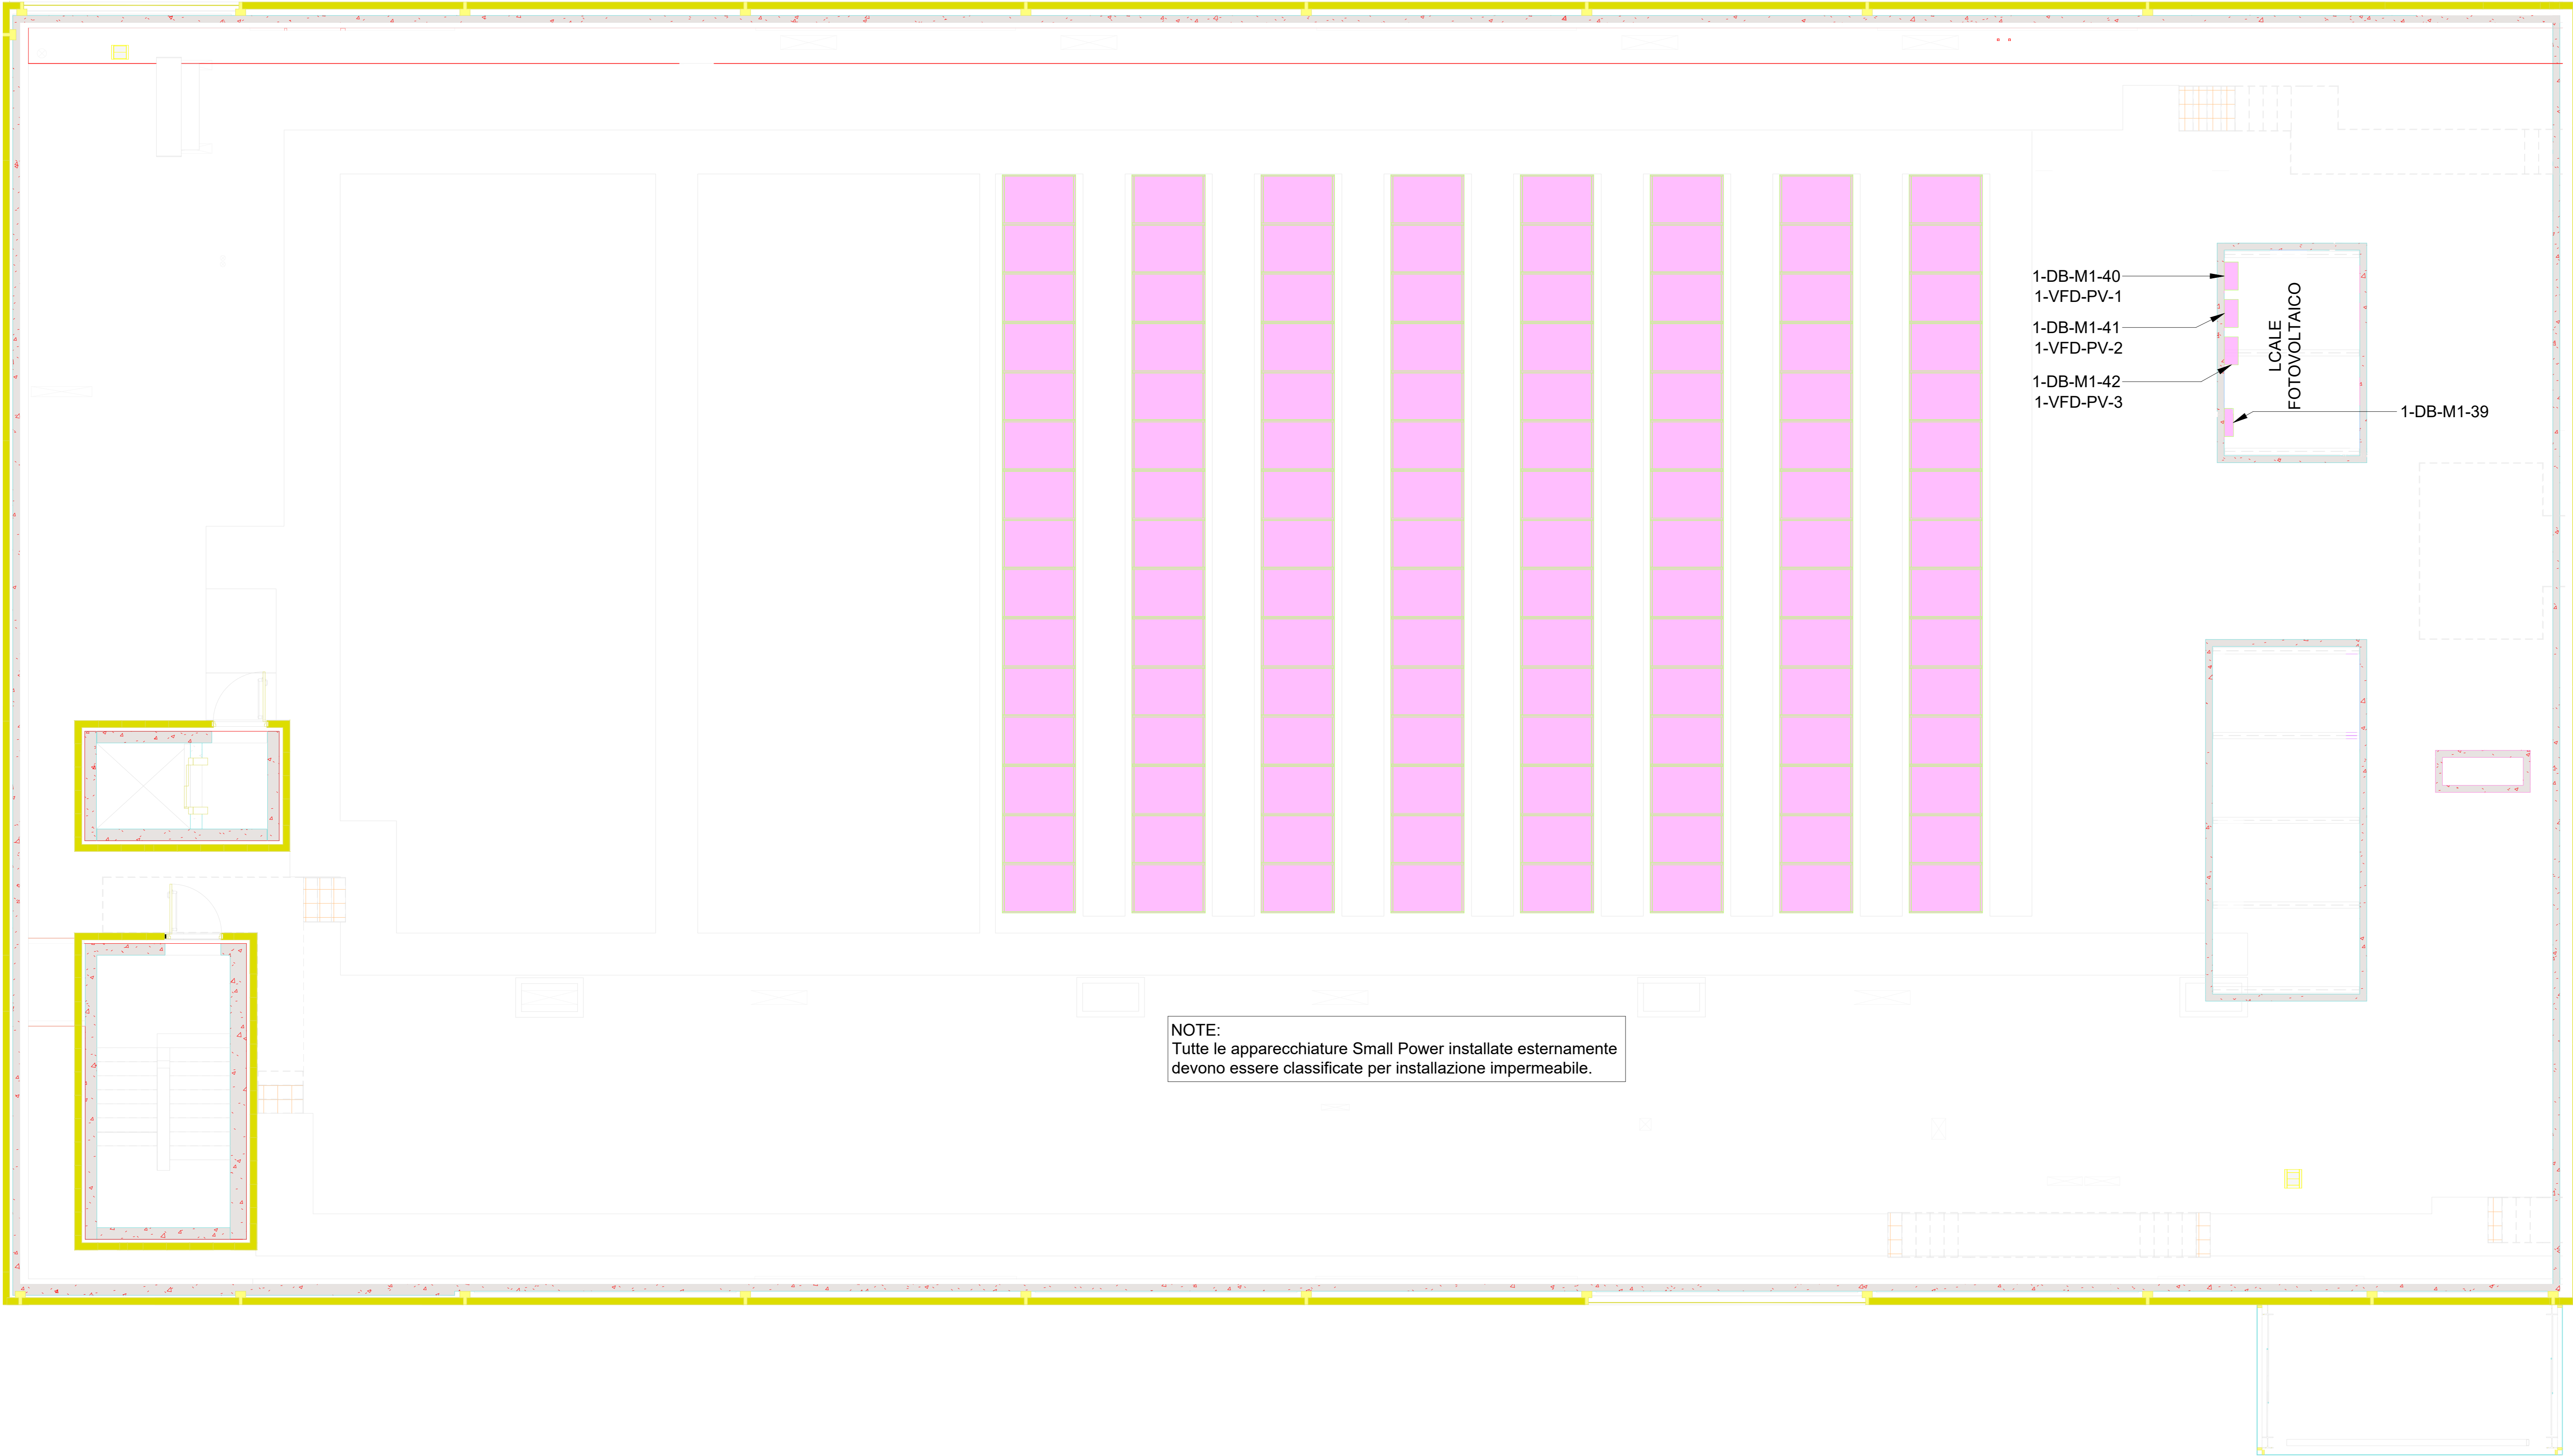 1-DB-M1-40
1-VFD-PV-1
1-DB-M1-41
1-VFD-PV-2
1-DB-M1-42
1-VFD-PV-3
LCALE
FOTOVOLTAICO
1-DB-M1-39
NOTE:
Tutte le apparecchiature Small Power installate esternamente
devono essere classificate per installazione impermeabile.